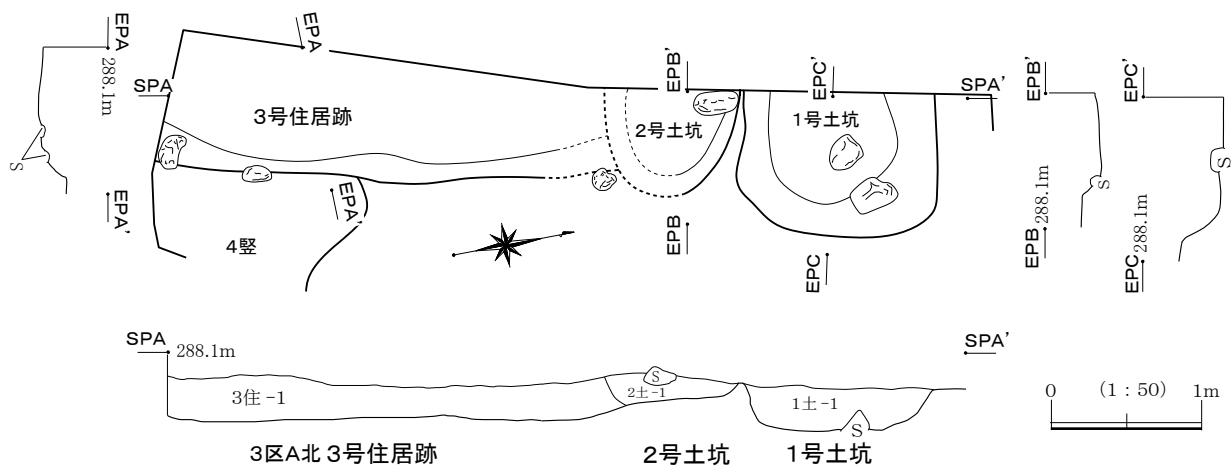 EPA
288.1m
S
EPA'
SPA
EPA
3号住居跡
EPA'
4竪
EPB'
2号土坑
EPB
EPC'
1号土坑
EPC
SPA'
EPB'
S
288.1m
EPB
EPC'
S
288.1m
EPC
SPA
288.1m
SPA'
3住-1
S
2土-1
1土-1
S
0 (1:50) 1m
3区A北 3号住居跡
2号土坑
1号土坑